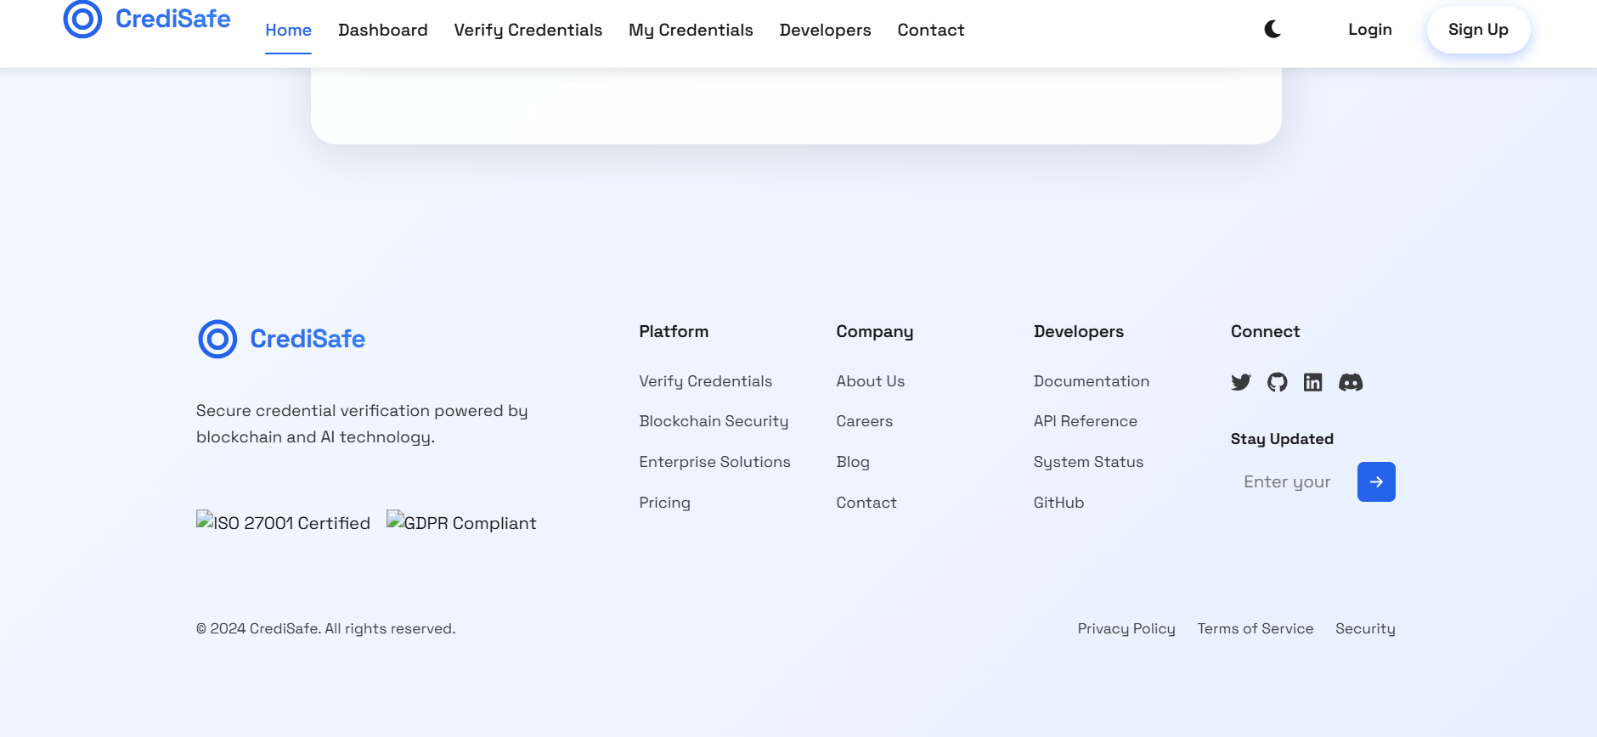 CrediSafe Home Dashboard Verify Credentials My Credentials Developers Contact Login Sign Up
CrediSafe
Secure credential verification powered by
blockchain and AI technology.
ISO 27001 Certified GDPR Compliant
Platform
Verify Credentials
Blockchain Security
Enterprise Solutions
Pricing
Company
About Us
Careers
Blog
Contact
Developers
Documentation
API Reference
System Status
GitHub
Connect
Stay Updated
Enter your
© 2024 CrediSafe. All rights reserved.
Privacy Policy Terms of Service Security